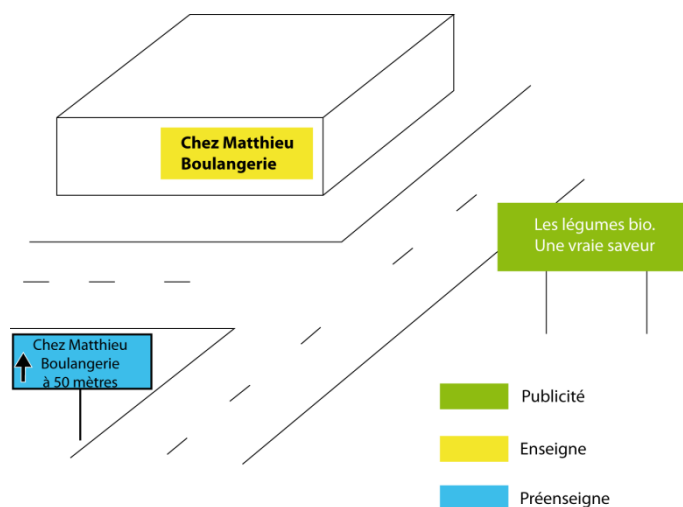 Chez Matthieu
Boulangerie
Les légumes bio.
Une vraie saveur
Chez Matthieu
Boulangerie
à 50 mètres
Publicité
Enseigne
Préenseigne